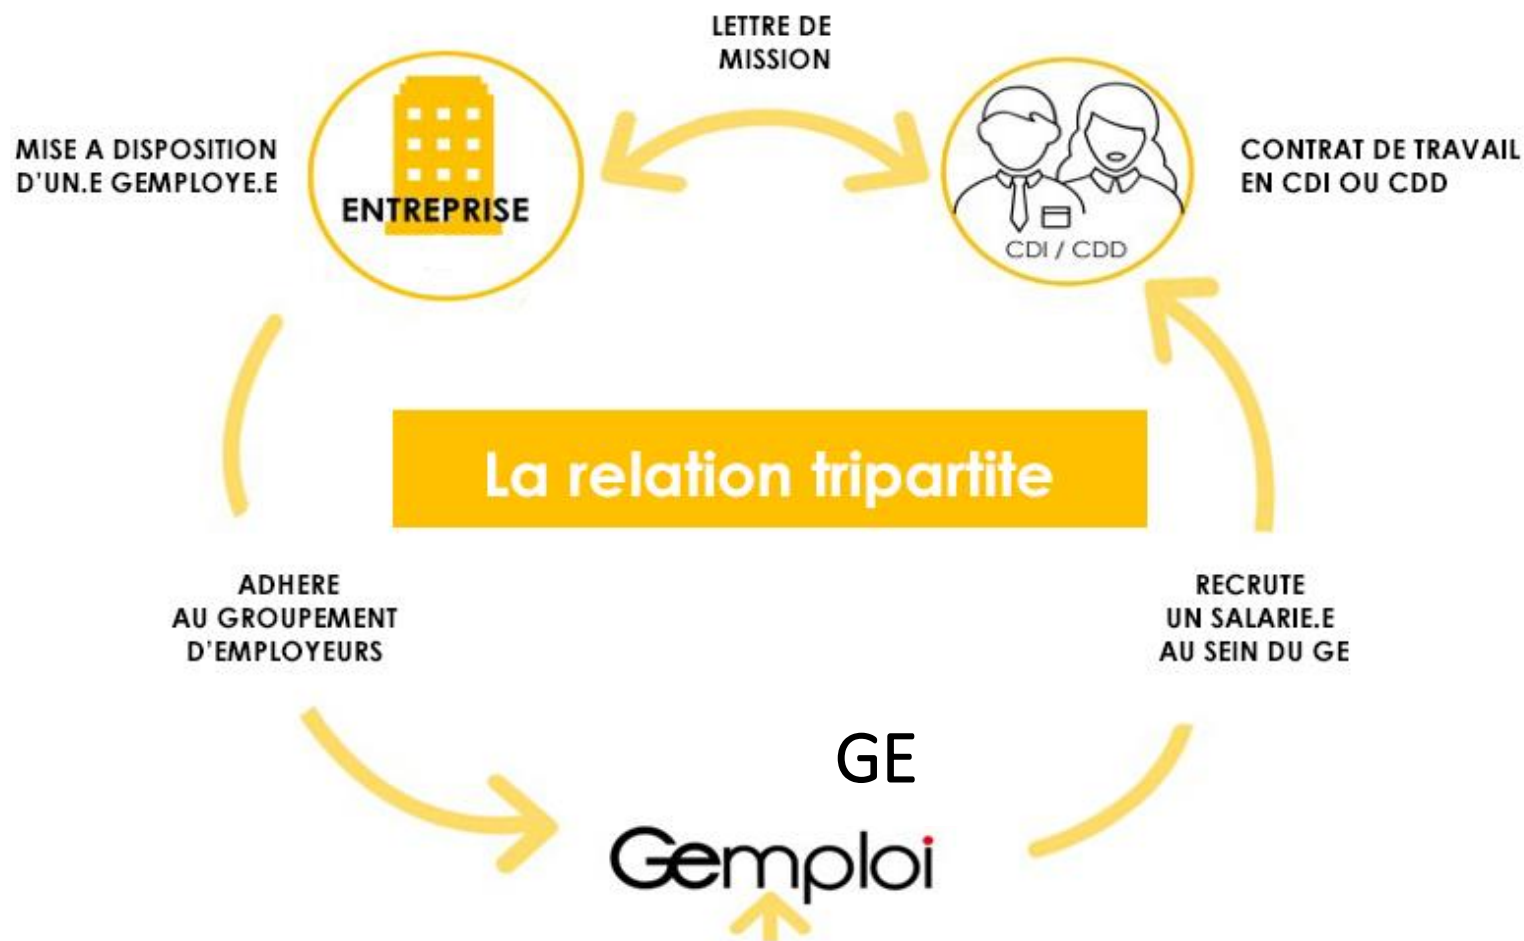 LETTRE DE
MISSION
MISE A DISPOSITION
D'UN.E GEMPLOYE.E
ENTREPRISE
CDI / CDD
CONTRAT DE TRAVAIL
EN CDI OU CDD
La relation tripartite
ADHERE
AU GROUPEMENT
D'EMPLOYEURS
RECRUTE
UN SALARIE.E
AU SEIN DU GE
GE
Gemploi